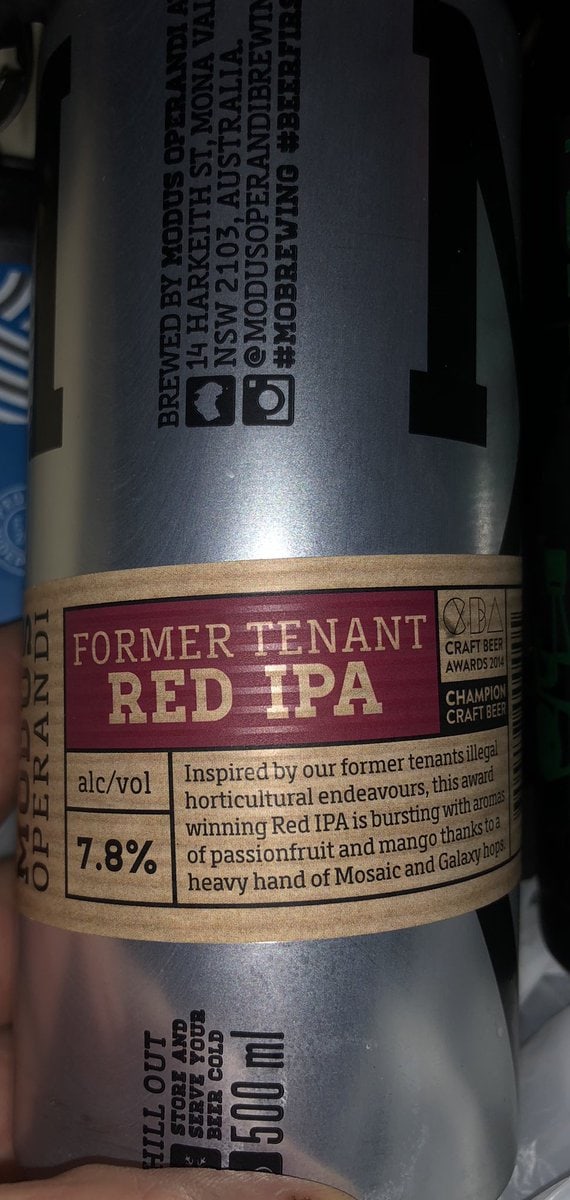 BREWED BY MODUS OPERANDI
14 HARKEITH ST, MONA
NSW 2103, AUSTRALIA.
@MODUSOPERANDIBREWIN
#MOBREWING #BEERFIRS
MODUS
OPERANDI
FORMER TENANT
RED IPA
CBA
CRAFT BEER
AWARDS 2014
CHAMPION
CRAFT BEER
alc/vol
7.8%
Inspired by our former tenants illegal
horticultural endeavours, this award
winning Red IPA is bursting with aromas
of passionfruit and mango thanks to a
heavy hand of Mosaic and Galaxy hops.
HILL OUT
STORE AND
SERVE YOUR
BEER COLD
500 ml